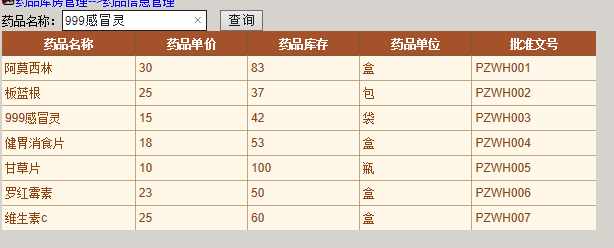 药品库房管理-->药品信息管理
药品名称: 999感冒灵 × 查询
药品名称 药品单价 药品库存 药品单位 批准文号
阿莫西林 30 83 盒 PZWH001
板蓝根 25 37 包 PZWH002
999感冒灵 15 42 袋 PZWH003
健胃消食片 18 53 盒 PZWH004
甘草片 10 100 瓶 PZWH005
罗红霉素 23 50 盒 PZWH006
维生素c 25 60 盒 PZWH007